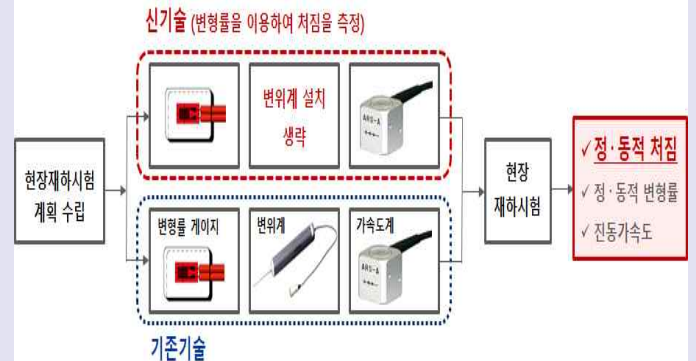 신기술 (변형률을 이용하여 처짐을 측정)
변위계 설치
생략
ARS-A
현장재하시험
계획 수립
현장
재하시험
✓ 정·동적 처짐
✓ 정·동적 변형률
✓ 진동가속도
변형률 게이지
변위계
가속도계
ARS-A
기존기술